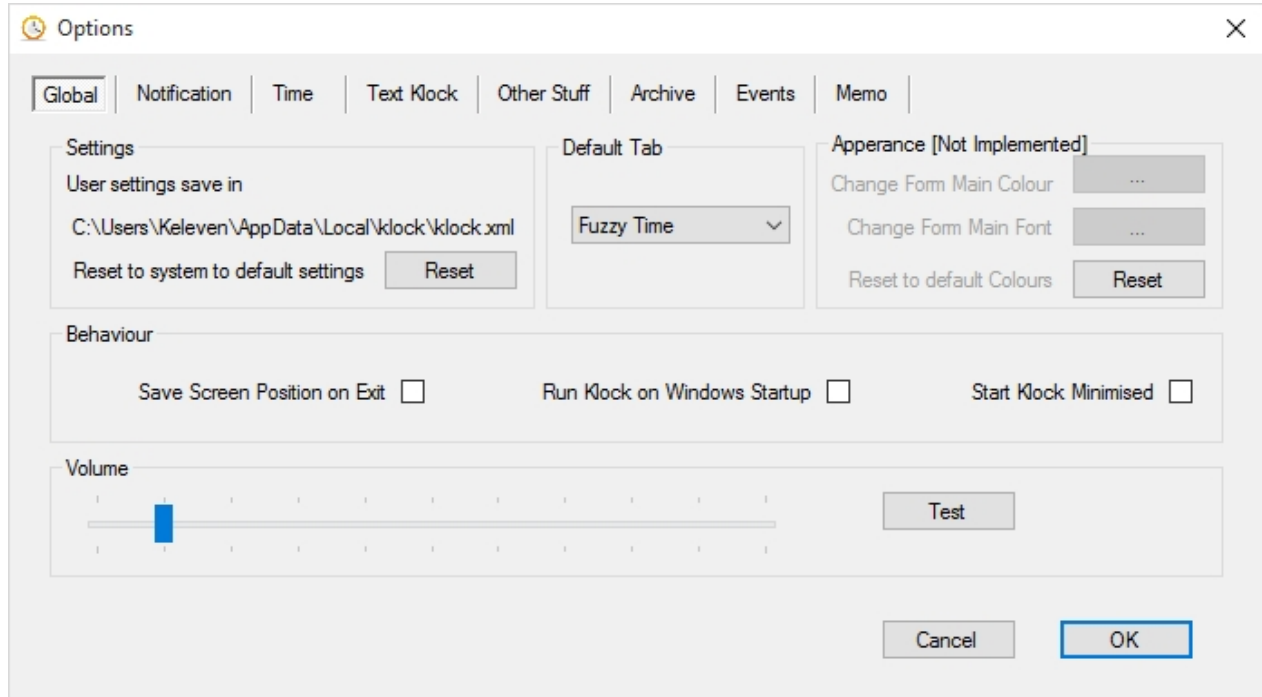 Options
Global
Notification
Time
Text Klock
Other Stuff
Archive
Events
Memo
Settings
User settings save in
C:\Users\Keleven\AppData\Local\klock\klock.xml
Reset to system to default settings
Reset
Default Tab
Fuzzy Time
Apperance [Not Implemented]
Change Form Main Colour
...
Change Form Main Font
...
Reset to default Colours
Reset
Behaviour
Save Screen Position on Exit
Run Klock on Windows Startup
Start Klock Minimised
Volume
Test
Cancel
OK